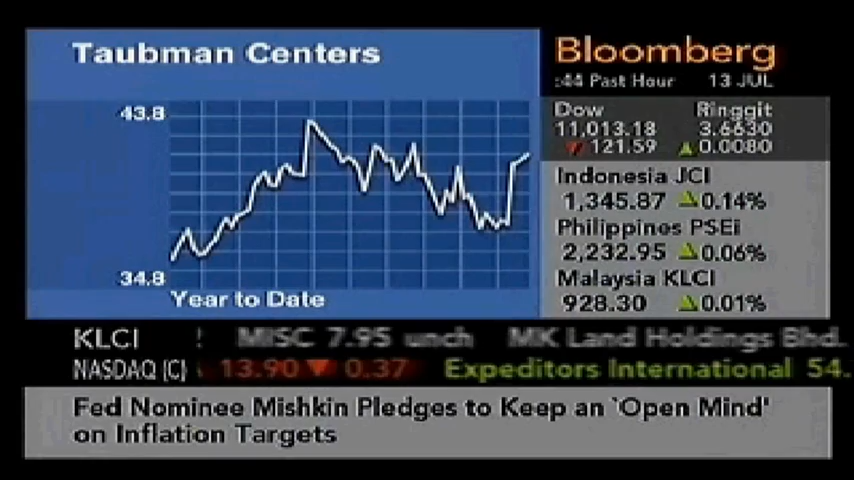 Taubman Centers
43.8
34.8
Year to Date
Bloomberg
:44 Past Hour 13 JUL
Dow Ringgit
11,013.18 3.6630
121.59 0.0080
Indonesia JCI
1,345.87 0.14%
Philippines PSEi
2,232.95 0.06%
Malaysia KLCI
928.30 0.01%
KLCI MISC 7.95 unch MK Land Holdings Bhd.
NASDAQ (C) 13.90 0.37 Expeditors International 54.
Fed Nominee Mishkin Pledges to Keep an `Open Mind'
on Inflation Targets